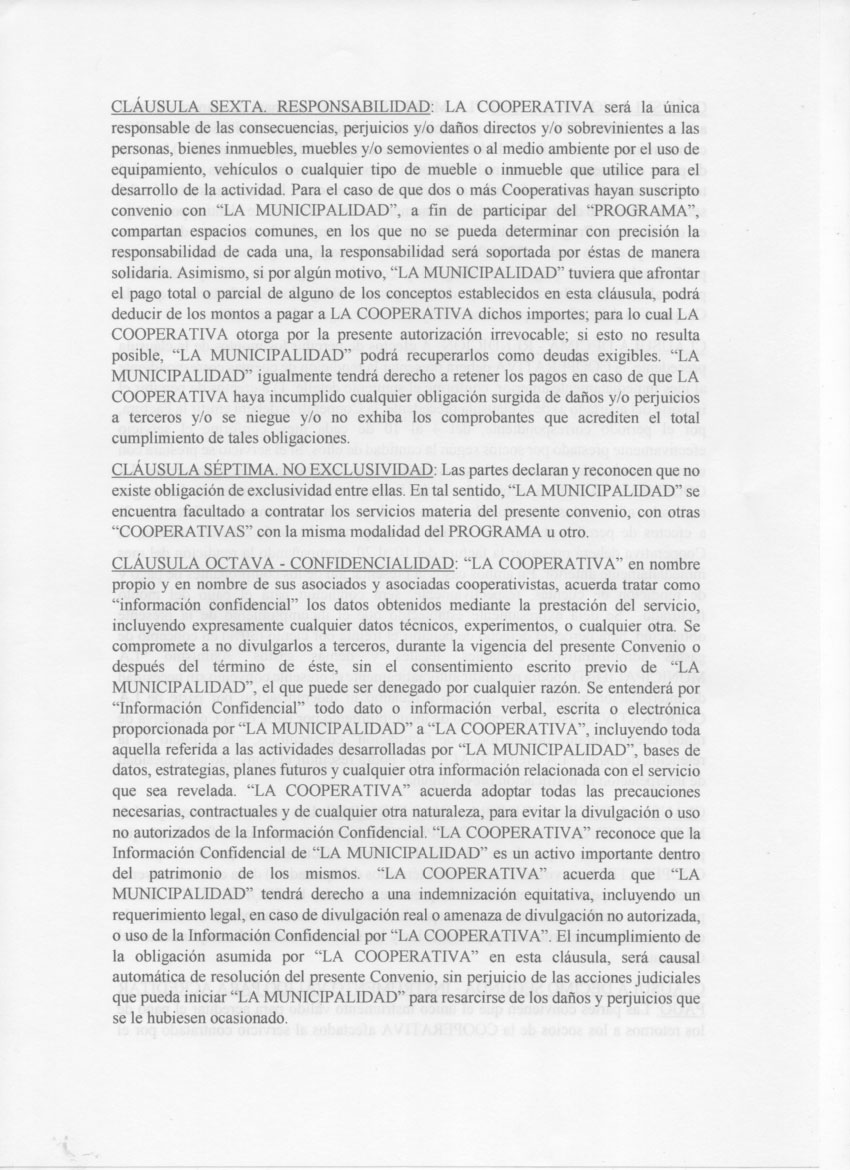 CLÁUSULA SEXTA. RESPONSABILIDAD: LA COOPERATIVA será la única
responsable de las consecuencias, perjuicios y/o daños directos y/o sobrevinientes a las
personas, bienes inmuebles, muebles y/o semovientes o al medio ambiente por el uso de
equipamiento, vehículos o cualquier tipo de mueble o inmueble que utilice para el
desarrollo de la actividad. Para el caso de que dos o más Cooperativas hayan suscripto
convenio con “LA MUNICIPALIDAD”, a fin de participar del “PROGRAMA”,
compartan espacios comunes, en los que no se pueda determinar con precisión la
responsabilidad de cada una, la responsabilidad será soportada por éstas de manera
solidaria. Asimismo, si por algún motivo, “LA MUNICIPALIDAD” tuviera que afrontar
el pago total o parcial de alguno de los conceptos establecidos en esta cláusula, podrá
deducir de los montos a pagar a LA COOPERATIVA dichos importes; para lo cual LA
COOPERATIVA otorga por la presente autorización irrevocable; si esto no resulta
posible, “LA MUNICIPALIDAD” podrá recuperarlos como deudas exigibles. “LA
MUNICIPALIDAD” igualmente tendrá derecho a retener los pagos en caso de que LA
COOPERATIVA haya incumplido cualquier obligación surgida de daños y/o perjuicios
a terceros y/o se niegue y/o no exhiba los comprobantes que acrediten el total
cumplimiento de tales obligaciones.
CLÁUSULA SÉPTIMA. NO EXCLUSIVIDAD: Las partes declaran y reconocen que no
existe obligación de exclusividad entre ellas. En tal sentido, “LA MUNICIPALIDAD” se
encuentra facultado a contratar los servicios materia del presente convenio, con otras
“COOPERATIVAS” con la misma modalidad del PROGRAMA u otro.
CLÁUSULA OCTAVA - CONFIDENCIALIDAD: “LA COOPERATIVA” en nombre
propio y en nombre de sus asociados y asociadas cooperativistas, acuerda tratar como
“información confidencial” los datos obtenidos mediante la prestación del servicio,
incluyendo expresamente cualquier datos técnicos, experimentos, o cualquier otra. Se
compromete a no divulgarlos a terceros, durante la vigencia del presente Convenio o
después del término de éste, sin el consentimiento escrito previo de “LA
MUNICIPALIDAD”, el que puede ser denegado por cualquier razón. Se entenderá por
“Información Confidencial” todo dato o información verbal, escrita o electrónica
proporcionada por “LA MUNICIPALIDAD” a “LA COOPERATIVA”, incluyendo toda
aquella referida a las actividades desarrolladas por “LA MUNICIPALIDAD”, bases de
datos, estrategias, planes futuros y cualquier otra información relacionada con el servicio
que sea revelada. “LA COOPERATIVA” acuerda adoptar todas las precauciones
necesarias, contractuales y de cualquier otra naturaleza, para evitar la divulgación o uso
no autorizados de la Información Confidencial. “LA COOPERATIVA” reconoce que la
Información Confidencial de “LA MUNICIPALIDAD” es un activo importante dentro
del patrimonio de los mismos. “LA COOPERATIVA” acuerda que “LA
MUNICIPALIDAD” tendrá derecho a una indemnización equitativa, incluyendo un
requerimiento legal, en caso de divulgación real o amenaza de divulgación no autorizada,
o uso de la Información Confidencial por “LA COOPERATIVA”. El incumplimiento de
la obligación asumida por “LA COOPERATIVA” en esta cláusula, será causal
automática de resolución del presente Convenio, sin perjuicio de las acciones judiciales
que pueda iniciar “LA MUNICIPALIDAD” para resarcirse de los daños y perjuicios que
se le hubiesen ocasionado.